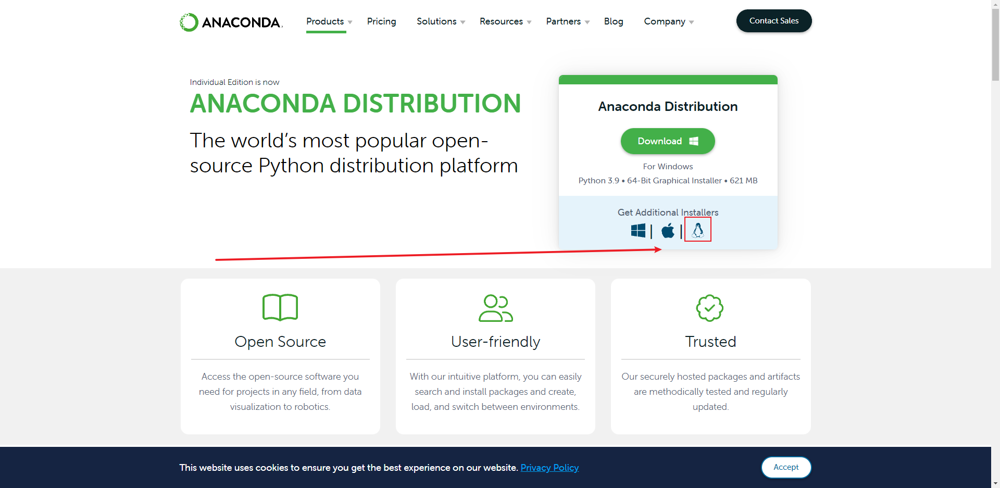 ANACONDA.
Products
Pricing
Solutions
Resources
Partners
Blog
Company
Contact Sales
Individual Edition is now
ANACONDA DISTRIBUTION
The world’s most popular open-
source Python distribution platform
Anaconda Distribution
Download
For Windows
Python 3.9 • 64-Bit Graphical Installer • 621 MB
Get Additional Installers
Open Source
Access the open-source software you
need for projects in any field, from data
visualization to robotics.
User-friendly
With our intuitive platform, you can easily
search and install packages and create,
load, and switch between environments.
Trusted
Our securely hosted packages and artifacts
are methodically tested and regularly
updated.
This website uses cookies to ensure you get the best experience on our website. Privacy Policy
Accept